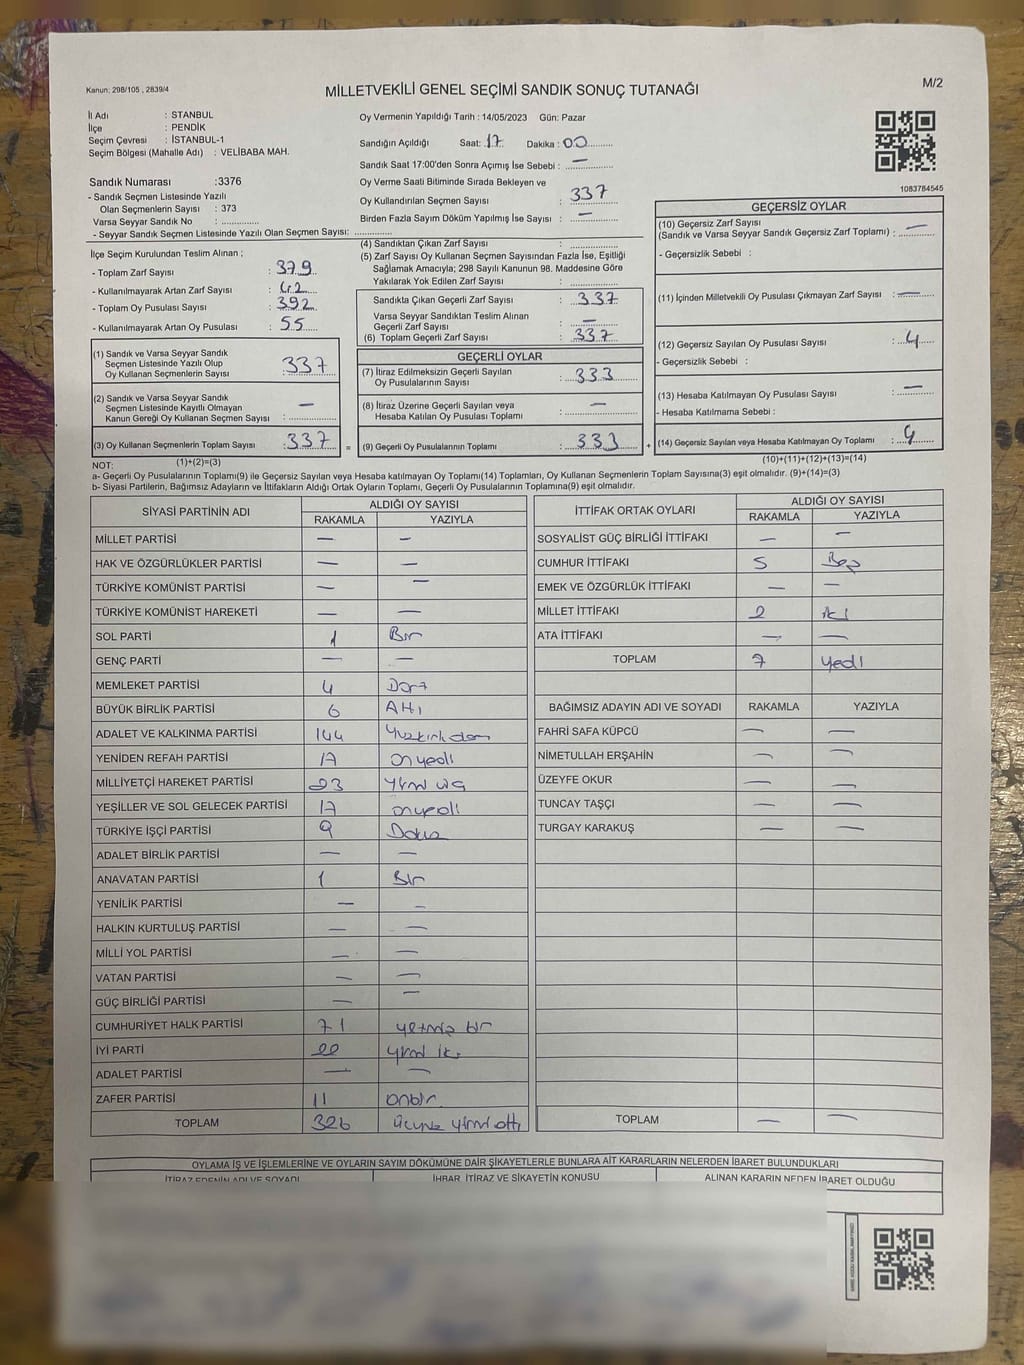 Kanun: 298/105 , 2839/4
MİLLETVEKİLİ GENEL SEÇİMİ SANDIK SONUÇ TUTANAĞI
M/2
İl Adı : STANBUL
İlçe : PENDİK
Seçim Çevresi : İSTANBUL-1
Seçim Bölgesi (Mahalle Adı) : VELİBABA MAH.
Oy Vermenin Yapıldığı Tarih : 14/05/2023 Gün: Pazar
Sandığın Açıldığı Saat: 17 Dakika : 00
Sandık Saat 17:00'den Sonra Açımış İse Sebebi : —
Sandık Numarası :3376
- Sandık Seçmen Listesinde Yazılı
Olan Seçmenlerin Sayısı : 373
Varsa Seyyar Sandık No :
- Seyyar Sandık Seçmen Listesinde Yazılı Olan Seçmen Sayısı:
Oy Verme Saati Bitiminde Sırada Bekleyen ve
Oy Kullandırılan Seçmen Sayısı : 337
Birden Fazla Sayım Döküm Yapılmış İse Sayısı : —
1083784545
İlçe Seçim Kurulundan Teslim Alınan ;
- Toplam Zarf Sayısı : 379
- Kullanılmayarak Artan Zarf Sayısı : 42
- Toplam Oy Pusulası Sayısı : 392
- Kullanılmayarak Artan Oy Pusulası : 55
(4) Sandıktan Çıkan Zarf Sayısı :
(5) Zarf Sayısı Oy Kullanan Seçmen Sayısından Fazla İse, Eşitliği
Sağlamak Amacıyla; 298 Sayılı Kanunun 98. Maddesine Göre
Yakılarak Yok Edilen Zarf Sayısı :
Sandıkta Çıkan Geçerli Zarf Sayısı : 337
Varsa Seyyar Sandıktan Teslim Alınan
Geçerli Zarf Sayısı : —
(6) Toplam Geçerli Zarf Sayısı : 337
GEÇERSİZ OYLAR
(10) Geçersiz Zarf Sayısı
(Sandık ve Varsa Seyyar Sandık Geçersiz Zarf Toplamı) : —
- Geçersizlik Sebebi :
(11) İçinden Milletvekili Oy Pusulası Çıkmayan Zarf Sayısı : —
(12) Geçersiz Sayılan Oy Pusulası Sayısı : 4
- Geçersizlik Sebebi :
(13) Hesaba Katılmayan Oy Pusulası Sayısı : —
- Hesaba Katılmama Sebebi :
(14) Geçersiz Sayılan veya Hesaba Katılmayan Oy Toplamı : 4
(10)+(11)+(12)+(13)=(14)
(1) Sandık ve Varsa Seyyar Sandık
Seçmen Listesinde Yazılı Olup
Oy Kullanan Seçmenlerin Sayısı : 337
(2) Sandık ve Varsa Seyyar Sandık
Seçmen Listesinde Kayıtlı Olmayan
Kanun Gereği Oy Kullanan Seçmen Sayısı : —
(3) Oy Kullanan Seçmenlerin Toplam Sayısı : 337 =
(1)+(2)=(3)
GEÇERLİ OYLAR
(7) İtiraz Edilmeksizin Geçerli Sayılan
Oy Pusulalarının Sayısı : 333
(8) İtiraz Üzerine Geçerli Sayılan veya
Hesaba Katılan Oy Pusulası Toplamı : —
(9) Geçerli Oy Pusulalarının Toplamı : 333 +
NOT:
a- Geçerli Oy Pusulalarının Toplamı(9) ile Geçersiz Sayılan veya Hesaba katılmayan Oy Toplamı(14) Toplamları, Oy Kullanan Seçmenlerin Toplam Sayısına(3) eşit olmalıdır. (9)+(14)=(3)
b- Siyasi Partilerin, Bağımsız Adayların ve İttifakların Aldığı Ortak Oyların Toplamı, Geçerli Oy Pusulalarının Toplamına(9) eşit olmalıdır.
SİYASİ PARTİNİN ADI ALDIĞI OY SAYISI
RAKAMLA YAZIYLA
MİLLET PARTİSİ — —
HAK VE ÖZGÜRLÜKLER PARTİSİ — —
TÜRKİYE KOMÜNİST PARTİSİ — —
TÜRKİYE KOMÜNİST HAREKETİ — —
SOL PARTİ 1 Bir
GENÇ PARTİ — —
MEMLEKET PARTİSİ 4 Dört
BÜYÜK BİRLİK PARTİSİ 6 Altı
ADALET VE KALKINMA PARTİSİ 144 Yüzkırkdört
YENİDEN REFAH PARTİSİ 17 onyedi
MİLLİYETÇİ HAREKET PARTİSİ 23 Yirmi üç
YEŞİLLER VE SOL GELECEK PARTİSİ 17 onyedi
TÜRKİYE İŞÇİ PARTİSİ 9 Dokuz
ADALET BİRLİK PARTİSİ — —
ANAVATAN PARTİSİ 1 Bir
YENİLİK PARTİSİ — —
HALKIN KURTULUŞ PARTİSİ — —
MİLLİ YOL PARTİSİ — —
VATAN PARTİSİ — —
GÜÇ BİRLİĞİ PARTİSİ — —
CUMHURİYET HALK PARTİSİ 71 yetmiş bir
İYİ PARTİ 22 yirmi iki
ADALET PARTİSİ — —
ZAFER PARTİSİ 11 onbir
TOPLAM 326 üçyüz yirmi altı
İTTİFAK ORTAK OYLARI ALDIĞI OY SAYISI
RAKAMLA YAZIYLA
SOSYALİST GÜÇ BİRLİĞİ İTTİFAKI — —
CUMHUR İTTİFAKI 5 Beş
EMEK VE ÖZGÜRLÜK İTTİFAKI — —
MİLLET İTTİFAKI 2 iki
ATA İTTİFAKI — —
TOPLAM 7 yedi
BAĞIMSIZ ADAYIN ADI VE SOYADI RAKAMLA YAZIYLA
FAHRİ SAFA KÜPCÜ — —
NİMETULLAH ERŞAHİN — —
ÜZEYFE OKUR — —
TUNCAY TAŞÇI — —
TURGAY KARAKUŞ — —
TOPLAM — —
OYLAMA İŞ VE İŞLEMLERİNE VE OYLARIN SAYIM DÖKÜMÜNE DAİR ŞİKAYETLERLE BUNLARA AİT KARARLARIN NELERDEN İBARET BULUNDUKLARI
İTİRAZ EDENİN ADI VE SOYADI İHBAR, İTİRAZ VE ŞİKAYETİN KONUSU ALINAN KARARIN NEDEN İBARET OLDUĞU